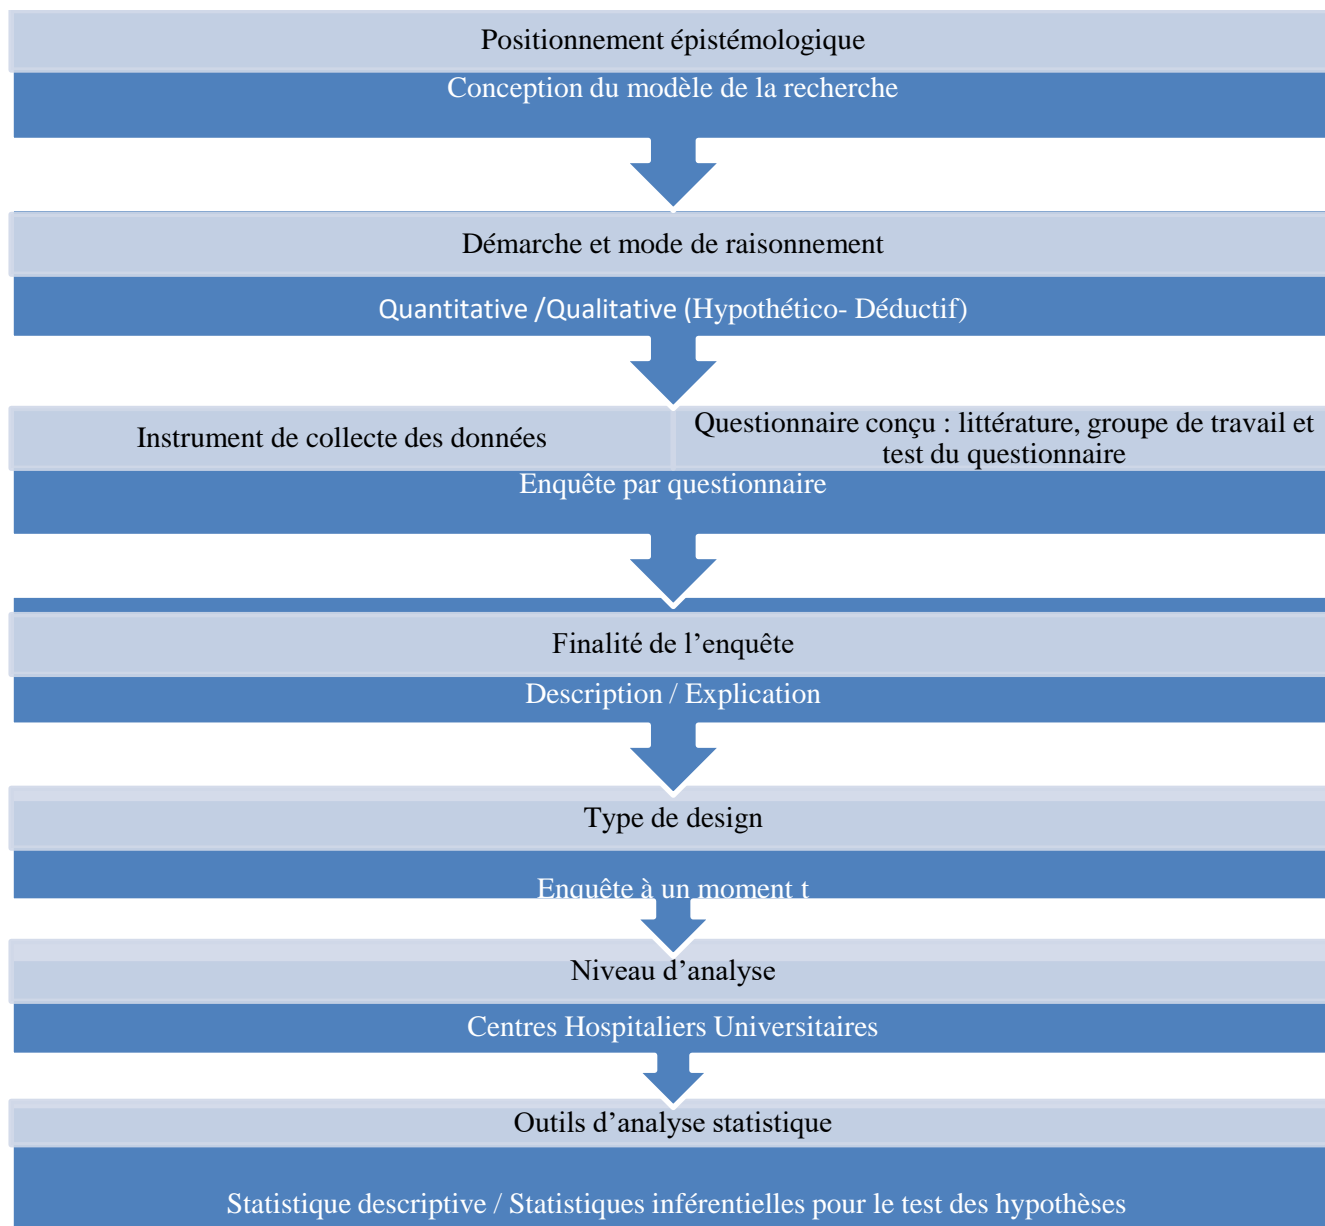 Positionnement épistémologique
Conception du modèle de la recherche
Démarche et mode de raisonnement
Quantitative /Qualitative (Hypothético- Déductif)
Instrument de collecte des données
Questionnaire conçu : littérature, groupe de travail et
test du questionnaire
Enquête par questionnaire
Finalité de l’enquête
Description / Explication
Type de design
Enquête à un moment t
Niveau d’analyse
Centres Hospitaliers Universitaires
Outils d’analyse statistique
Statistique descriptive / Statistiques inférentielles pour le test des hypothèses